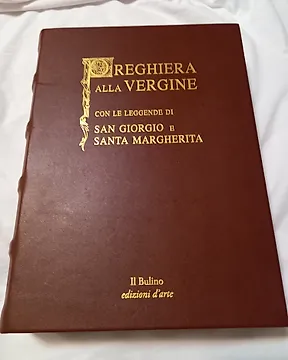 PREGHIERA
ALLA VERGINE
CON LE LEGGENDE DI
SAN GIORGIO E
SANTA MARGHERITA
Il Bulino
edizioni d'arte